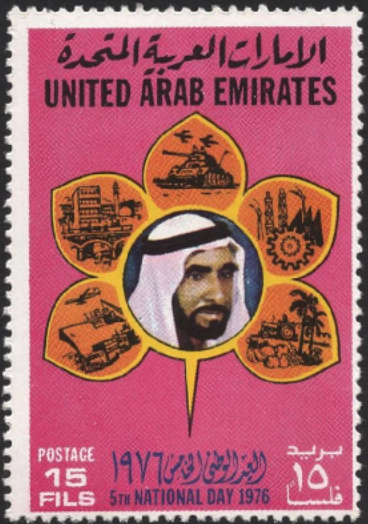 الامارات العربية المتحدة
UNITED ARAB EMIRATES
POSTAGE
15
FILS
العيد الوطني الخامس ١٩٧٦
5TH NATIONAL DAY 1976
بريد
١٥
فلسا